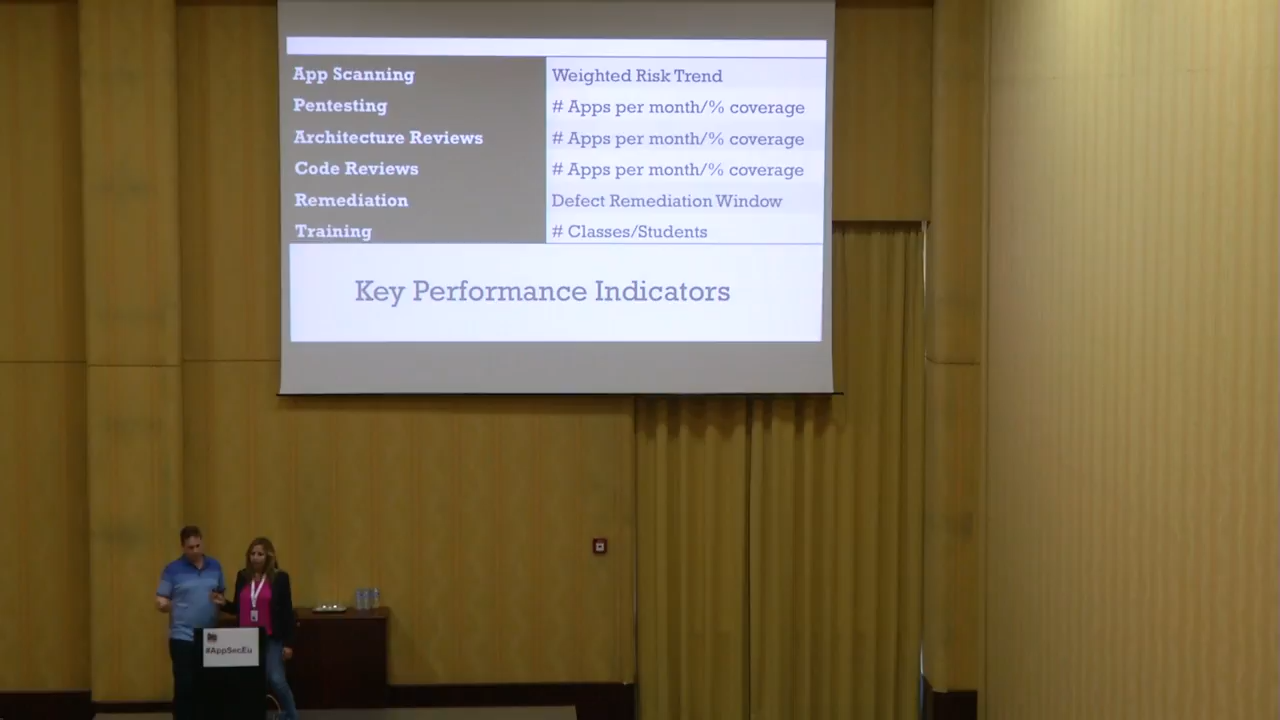 App Scanning Weighted Risk Trend
Pentesting # Apps per month/% coverage
Architecture Reviews # Apps per month/% coverage
Code Reviews # Apps per month/% coverage
Remediation Defect Remediation Window
Training # Classes/Students
Key Performance Indicators
#AppSecEu